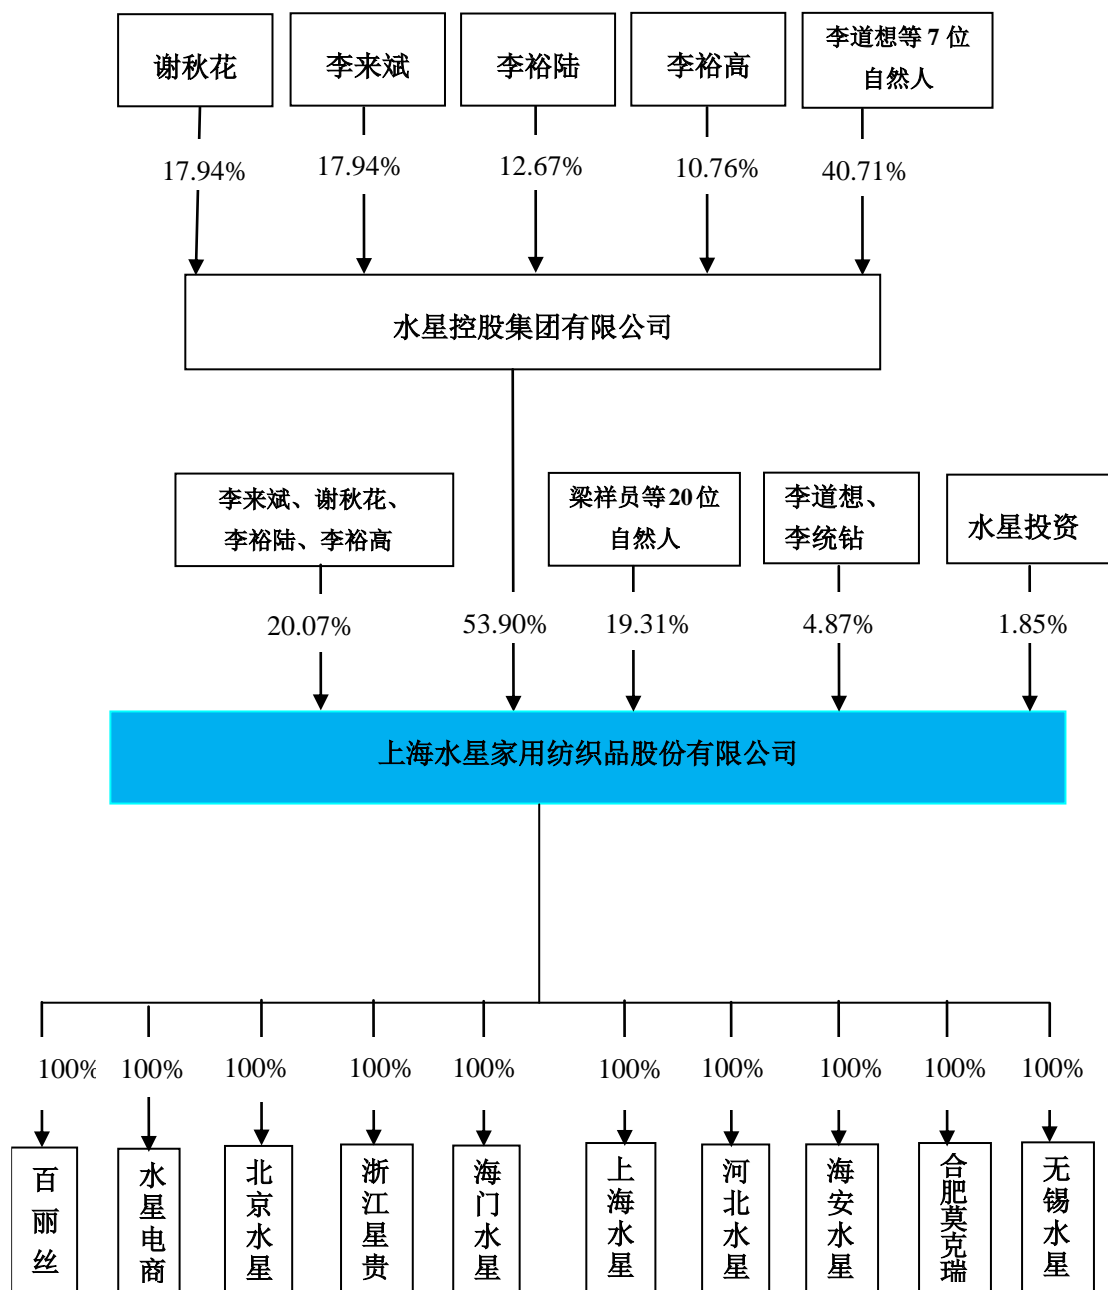 谢秋花
李来斌
李裕陆
李裕高
李道想等 7 位
自然人
17.94%
17.94%
12.67%
10.76%
40.71%
水星控股集团有限公司
李来斌、谢秋花、
李裕陆、李裕高
梁祥员等 20 位
自然人
李道想、
李统钻
水星投资
20.07%
53.90%
19.31%
4.87%
1.85%
上海水星家用纺织品股份有限公司
100%
100%
100%
100%
100%
100%
100%
100%
100%
100%
百丽丝
水星电商
北京水星
浙江星贵
海门水星
上海水星
河北水星
海安水星
合肥莫克瑞
无锡水星